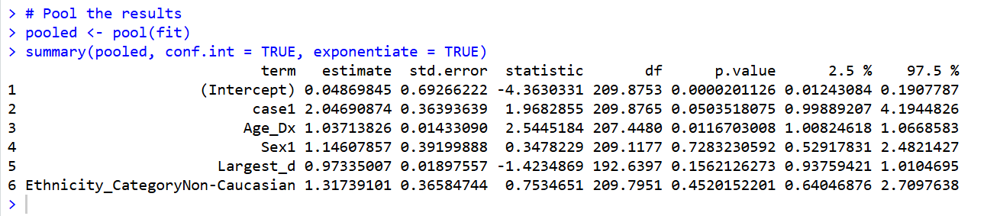 > # Pool the results
> pooled <- pool(fit)
> summary(pooled, conf.int = TRUE, exponentiate = TRUE)
term estimate std.error statistic df p.value 2.5 % 97.5 %
1 (Intercept) 0.04869845 0.69266222 -4.3630331 209.8753 0.0000201126 0.01243084 0.1907787
2 case1 2.04690874 0.36393639 1.9682855 209.8765 0.0503518075 0.99889207 4.1944826
3 Age_Dx 1.03713826 0.01433090 2.5445184 207.4480 0.0116703008 1.00824618 1.0668583
4 Sex1 1.14607857 0.39199888 0.3478229 209.1177 0.7283230592 0.52917831 2.4821427
5 Largest_d 0.97335007 0.01897557 -1.4234869 192.6397 0.1562126273 0.93759421 1.0104695
6 Ethnicity_CategoryNon-Caucasian 1.31739101 0.36584744 0.7534651 209.7951 0.4520152201 0.64046876 2.7097638
>